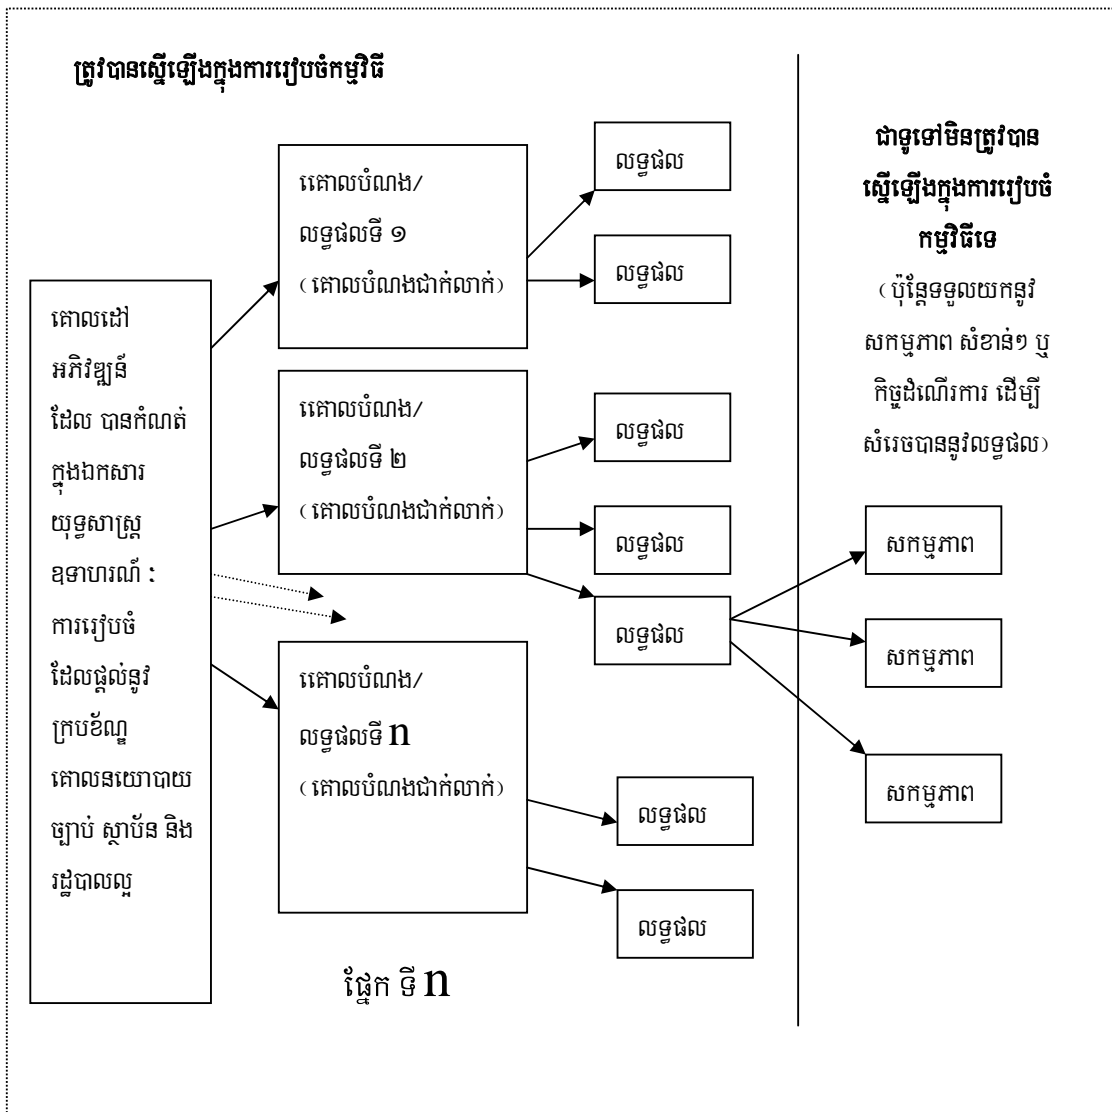 ត្រូវបានស្នើឡើងក្នុងការរៀបចំកម្មវិធី
គោលដៅ
អភិវឌ្ឍន៍
ដែល បានកំណត់
ក្នុងឯកសារ
យុទ្ធសាស្ត្រ
ឧទាហរណ៍ :
ការរៀបចំ
ដែលផ្តល់នូវ
ក្របខ័ណ្ឌ
គោលនយោបាយ
ច្បាប់ ស្ថាប័ន និង
រដ្ឋបាលល្អ
គោលបំណង/
លទ្ធផលទី ១
(គោលបំណងជាក់លាក់)
លទ្ធផល
លទ្ធផល
គោលបំណង/
លទ្ធផលទី ២
(គោលបំណងជាក់លាក់)
លទ្ធផល
លទ្ធផល
លទ្ធផល
គោលបំណង/
លទ្ធផលទី n
(គោលបំណងជាក់លាក់)
លទ្ធផល
លទ្ធផល
ផ្នែក ទី n
ជាទូទៅមិនត្រូវបាន
ស្នើឡើងក្នុងការរៀបចំ
កម្មវិធីទេ
(ប៉ុន្តែទទួលយកនូវ
សកម្មភាព សំខាន់ៗ ឬ
កិច្ចដំណើរការ ដើម្បី
សំរេចបាននូវលទ្ធផល)
សកម្មភាព
សកម្មភាព
សកម្មភាព